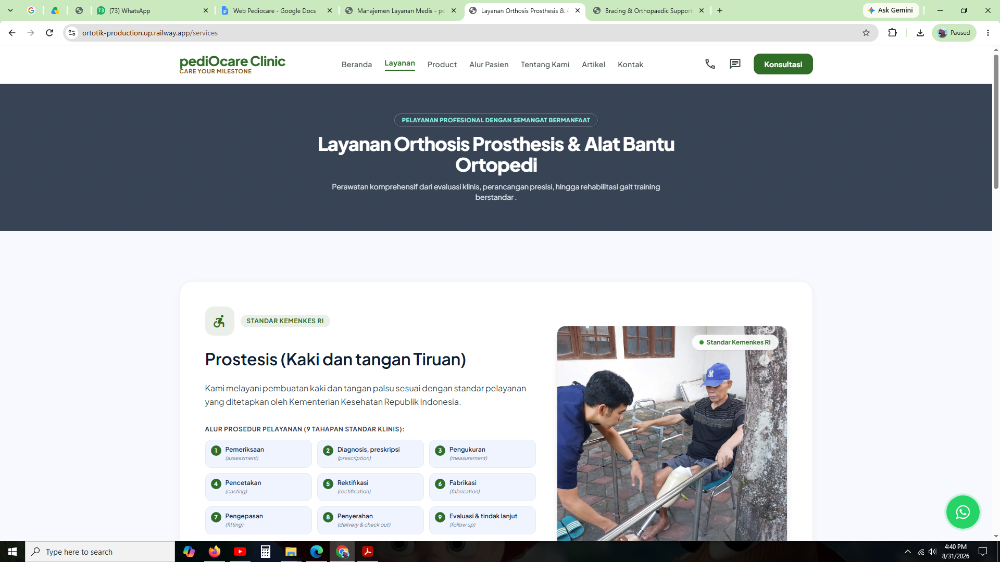 (73) WhatsApp
Web Pediocare - Google Docs
Manajemen Layanan Medis - pe
Layanan Orthosis Prosthesis & A
Bracing & Orthopaedic Support
Ask Gemini
ortotik-production.up.railway.app/services
Paused
pediOcare Clinic
CARE YOUR MILESTONE
Beranda
Layanan
Product
Alur Pasien
Tentang Kami
Artikel
Kontak
Konsultasi
PELAYANAN PROFESIONAL DENGAN SEMANGAT BERMANFAAT
Layanan Orthosis Prosthesis & Alat Bantu
Ortopedi
Perawatan komprehensif dari evaluasi klinis, perancangan presisi, hingga rehabilitasi gait training
berstandar .
STANDAR KEMENKES RI
Standar Kemenkes RI
Prostesis (Kaki dan tangan Tiruan)
Kami melayani pembuatan kaki dan tangan palsu sesuai dengan standar pelayanan
yang ditetapkan oleh Kementerian Kesehatan Republik Indonesia.
ALUR PROSEDUR PELAYANAN (9 TAHAPAN STANDAR KLINIS):
1 Pemeriksaan
(assessment)
2 Diagnosis, preskripsi
(prescription)
3 Pengukuran
(measurement)
4 Pencetakan
(casting)
5 Rektifikasi
(rectification)
6 Fabrikasi
(fabrication)
7 Pengepasan
(fitting)
8 Penyerahan
(delivery & check out)
9 Evaluasi & tindak lanjut
(follow up)
Type here to search
4:40 PM
8/31/2026